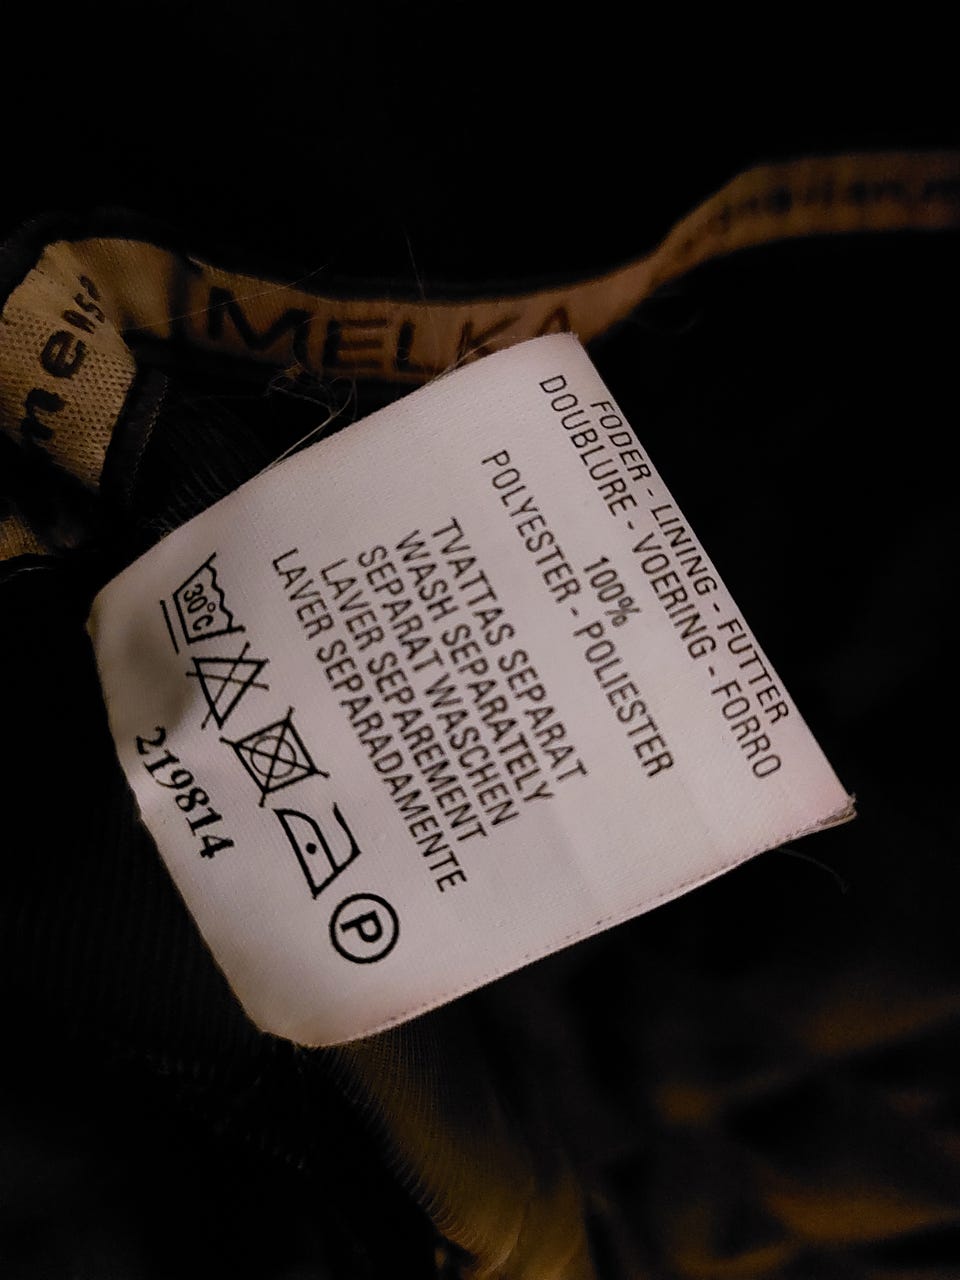 MELKA
FODER - LINING - FUTTER
DOUBLURE - VOERING - FORRO
100%
POLYESTER - POLIESTER
TVATTAS SEPARAT
WASH SEPARATELY
SEPARAT WASCHEN
LAVER SEPAREMENT
LAVER SEPARADAMENTE
30°C
P
219814